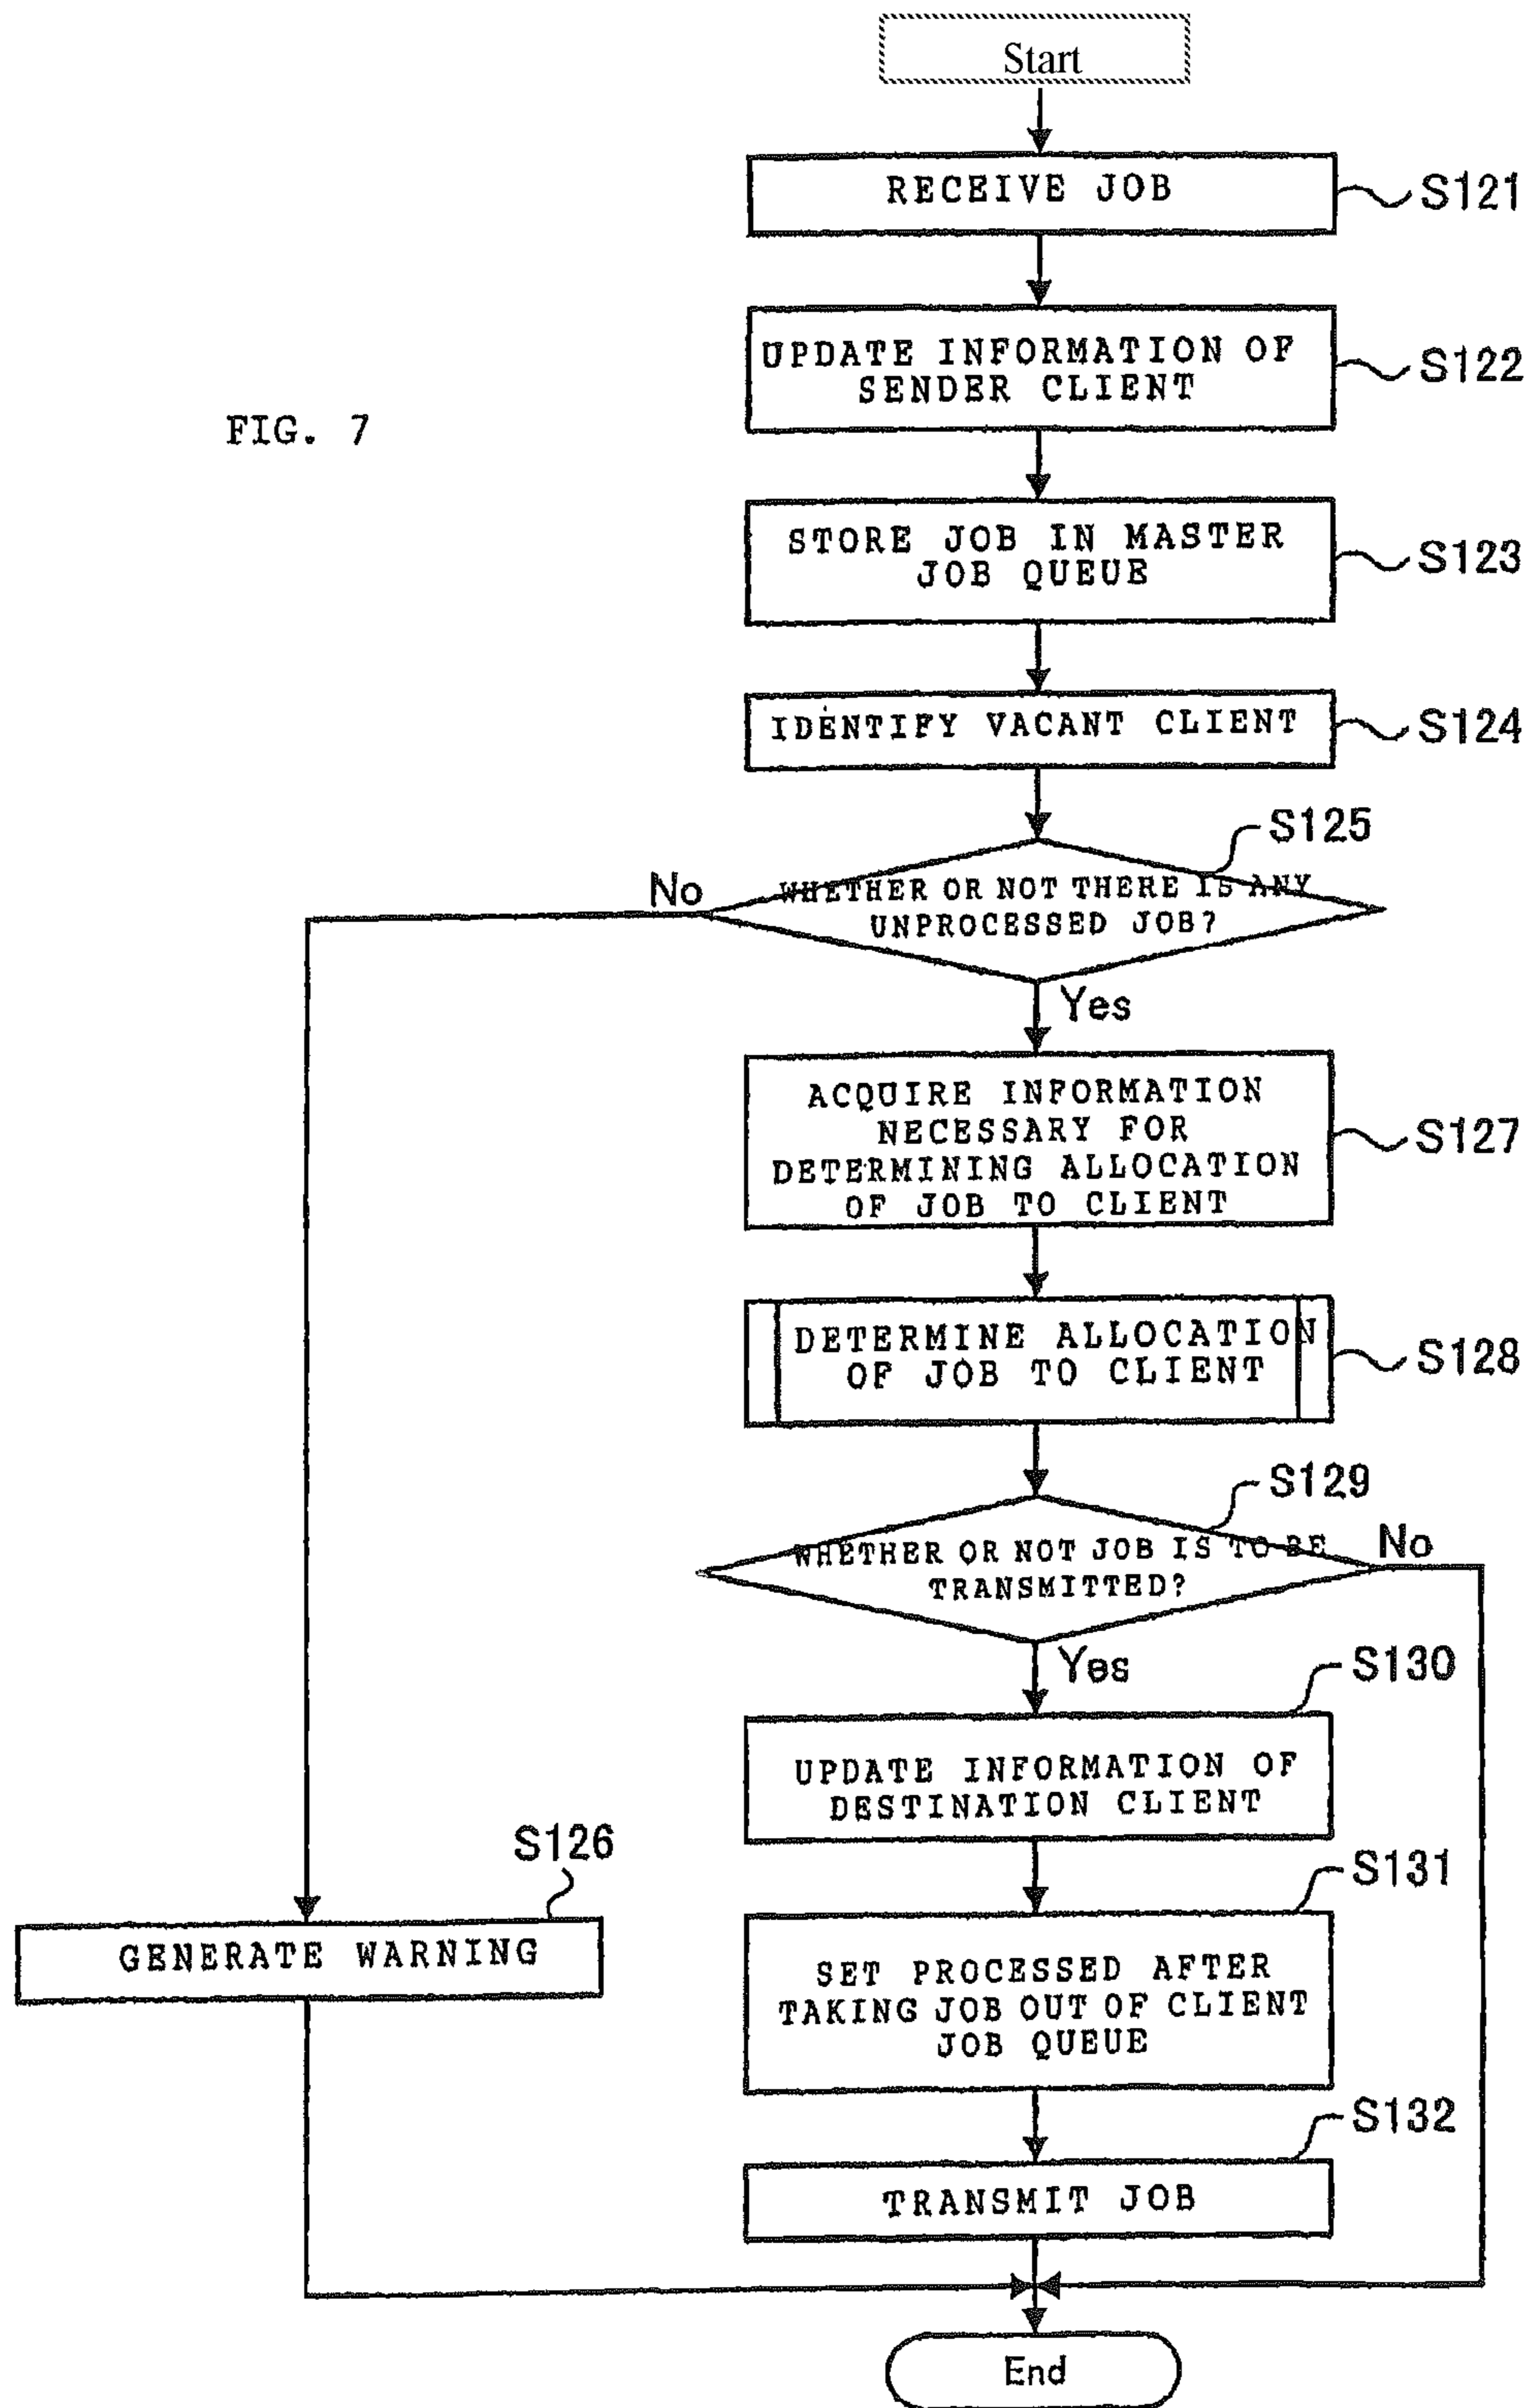 Start
RECEIVE JOB
S121
UPDATE INFORMATION OF
SENDER CLIENT
S122
FIG. 7
STORE JOB IN MASTER
JOB QUEUE
S123
IDENTIFY VACANT CLIENT
S124
S125
No
WHETHER OR NOT THERE IS ANY
UNPROCESSED JOB?
Yes
ACQUIRE INFORMATION
NECESSARY FOR
DETERMINING ALLOCATION
OF JOB TO CLIENT
S127
DETERMINE ALLOCATION
OF JOB TO CLIENT
S128
S129
WHETHER OR NOT JOB IS TO BE
TRANSMITTED?
No
Yes
S130
UPDATE INFORMATION OF
DESTINATION CLIENT
S126
GENERATE WARNING
S131
SET PROCESSED AFTER
TAKING JOB OUT OF CLIENT
JOB QUEUE
S132
TRANSMIT JOB
End